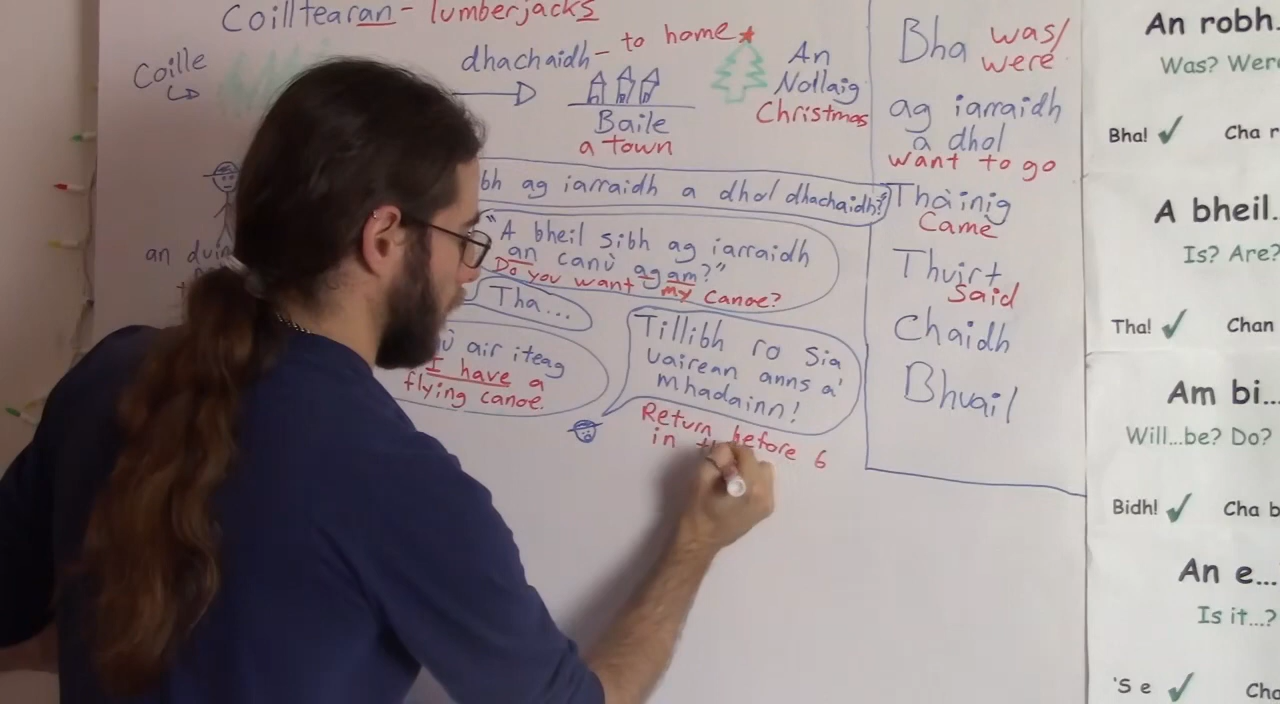 Coilltearan - lumberjacks
Coille
dhachaidh - to home
Baile
a town
An
Nollaig
Christmas
an
ag iarraidh a dhol dhachaidh?
"A bheil sibh ag iarraidh
an canù agam?"
Do you want my canoe?
Tha...
air iteag
I have a
flying canoe.
Tillibh ro sia
uairean anns a'
mhadainn!
Return before 6
in
Bha was/
were
ag iarraidh
a dhol
want to go
Thàinig
Came
Thuirt
Said
Chaidh
Bhuail
An robh...
Was? Were
Bha! ✓ Cha
A bheil...
Is? Are?
Tha! ✓ Chan
Am bi...
Will...be? Do?
Bidh! ✓ Cha
An e...
Is it...?
'S e ✓